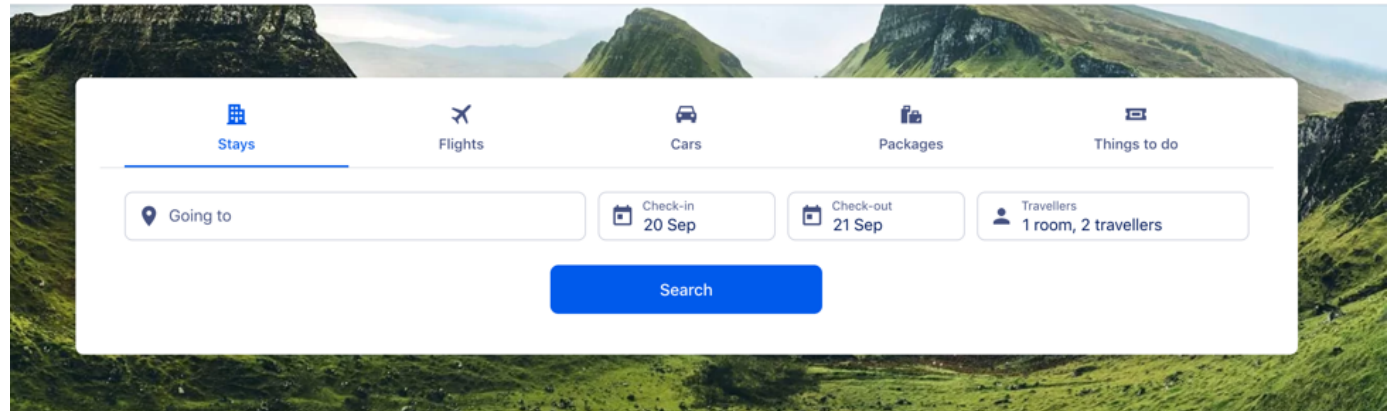 Stays
Flights
Cars
Packages
Things to do
Going to
Check-in
20 Sep
Check-out
21 Sep
Travellers
1 room, 2 travellers
Search